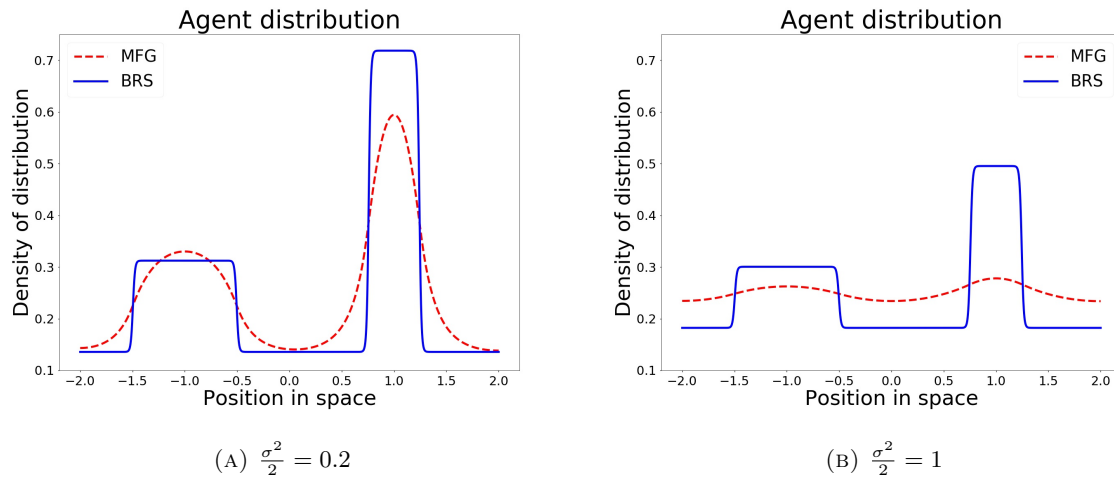 Agent distribution
MFG
BRS
0.7
0.6
0.5
0.4
0.3
0.2
0.1
Density of distribution
-2.0 -1.5 -1.0 -0.5 0.0 0.5 1.0 1.5 2.0
Position in space
(A) σ²/2 = 0.2
Agent distribution
MFG
BRS
0.7
0.6
0.5
0.4
0.3
0.2
0.1
Density of distribution
-2.0 -1.5 -1.0 -0.5 0.0 0.5 1.0 1.5 2.0
Position in space
(B) σ²/2 = 1